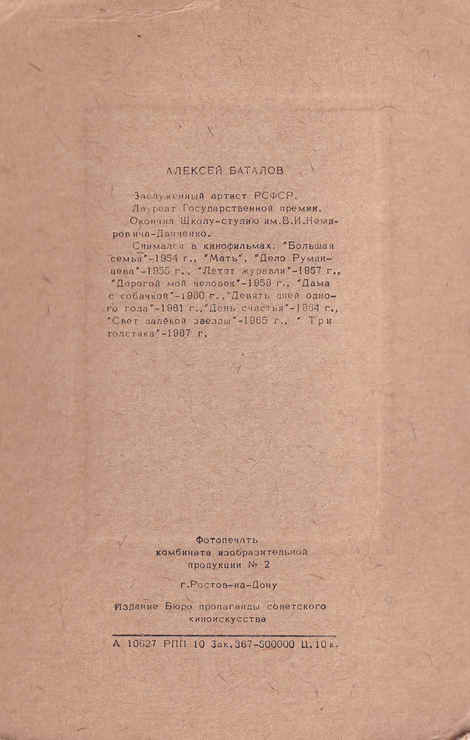 АЛЕКСЕЙ БАТАЛОВ
Заслуженный артист РСФСР.
Лауреат Государственной премии.
Окончил Школу-студию им.В.И.Неми-
ровича-Данченко.
Снимался в кинофильмах: "Большая
семья"-1954 г., "Мать", "Дело Румян-
цева"-1955 г., "Летят журавли"-1957 г.,
"Дорогой мой человек"-1958 г., "Дама
с собачкой"-1960 г.,"Девять дней одно-
го года"-1961 г.,"День счастья"-1964 г.,
"Свет далёкой звезды"-1965 г., " Три
толстяка"-1967 г.
Фотопечать
комбината изобразительной
продукции № 2
г.Ростов-на-Дону
Издание Бюро пропаганды советского
киноискусства
А 10627 РПП 10 Зак.367-500000 Ц.10к.